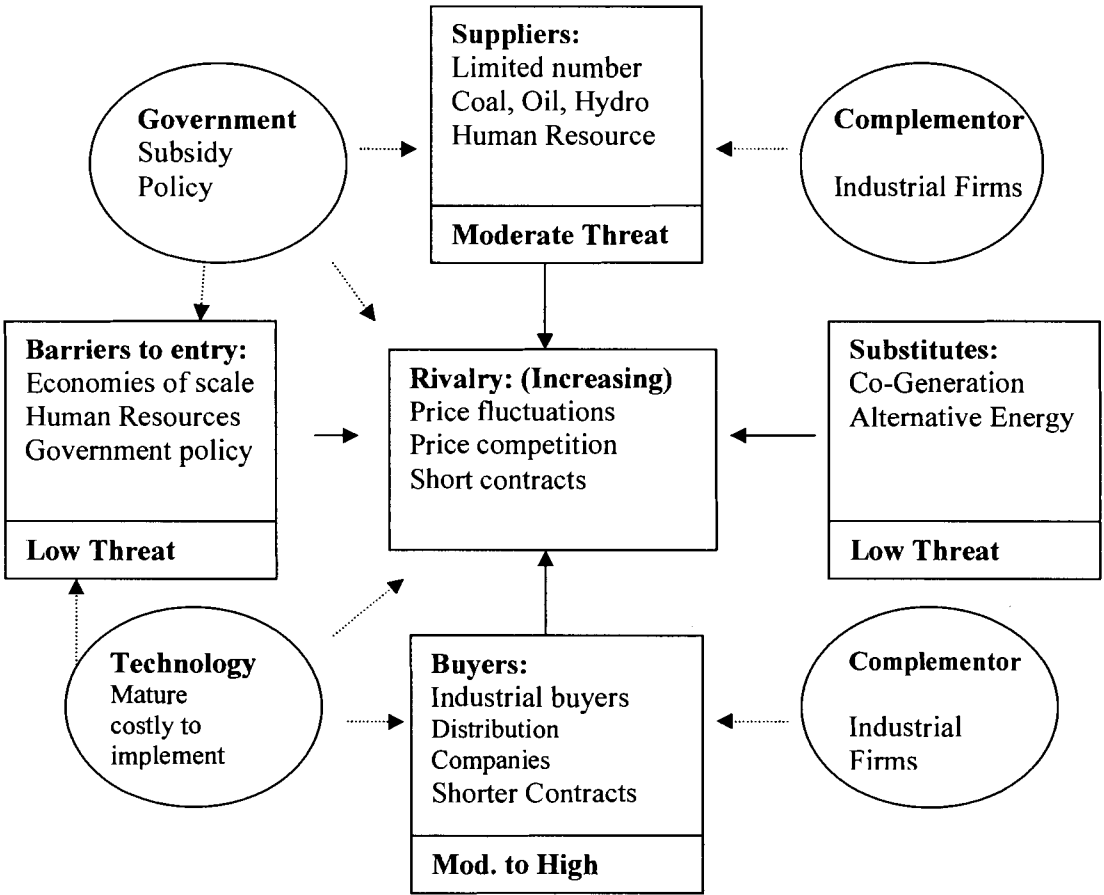 Suppliers:
Limited number
Coal, Oil, Hydro
Human Resource
Moderate Threat
Government
Subsidy
Policy
Complementor
Industrial Firms
Barriers to entry:
Economies of scale
Human Resources
Government policy
Low Threat
Rivalry: (Increasing)
Price fluctuations
Price competition
Short contracts
Substitutes:
Co-Generation
Alternative Energy
Low Threat
Technology
Mature
costly to
implement
Buyers:
Industrial buyers
Distribution
Companies
Shorter Contracts
Mod. to High
Complementor
Industrial
Firms